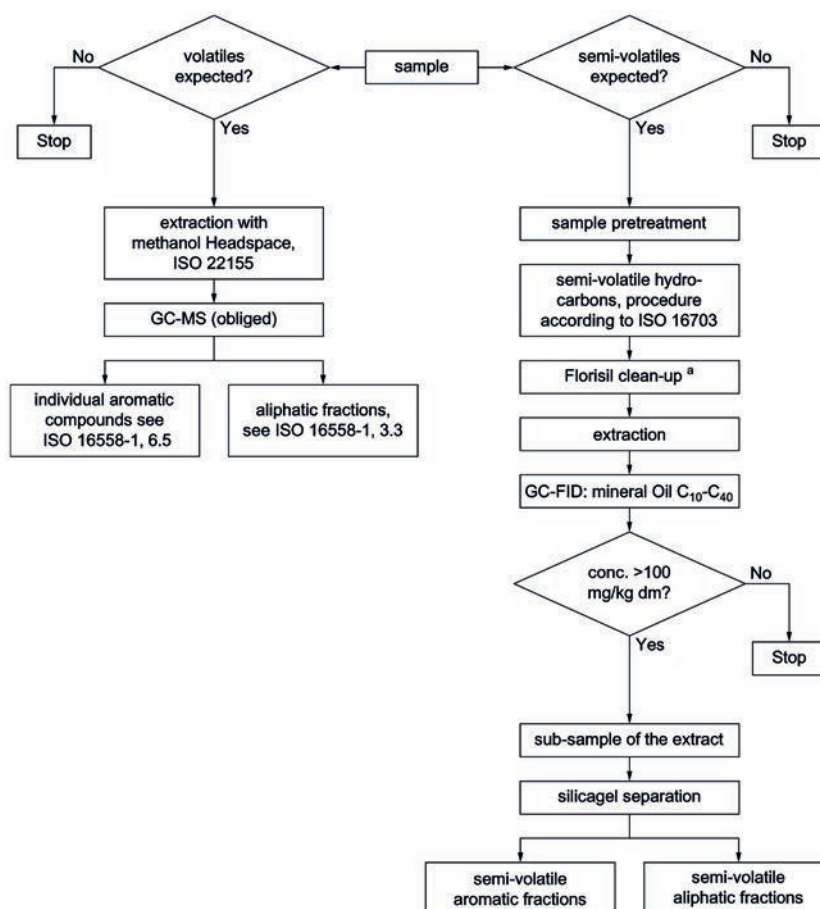 No
volatiles
expected?
sample
semi-volatiles
expected?
No
Stop
Yes
Yes
Stop
extraction with
methanol Headspace,
ISO 22155
GC-MS (obliged)
individual aromatic
compounds see
ISO 16558-1, 6.5
aliphatic fractions,
see ISO 16558-1, 3.3
sample pretreatment
semi-volatile hydro-
carbons, procedure
according to ISO 16703
Florisil clean-up a
extraction
GC-FID: mineral Oil C10-C40
conc. >100
mg/kg dm?
No
Yes
Stop
sub-sample of the extract
silicagel separation
semi-volatile
aromatic fractions
semi-volatile
aliphatic fractions